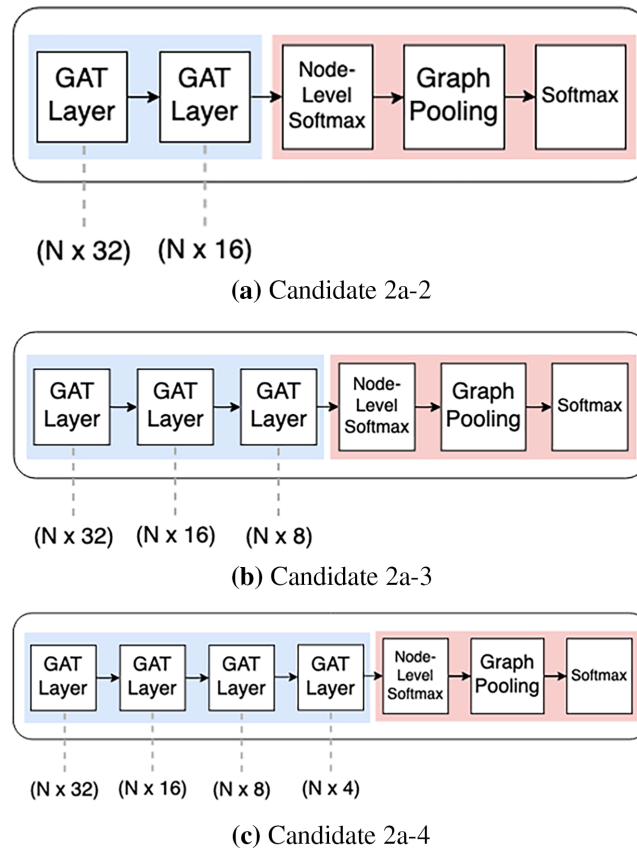 GAT
Layer
GAT
Layer
Node-
Level
Softmax
Graph
Pooling
Softmax
(N x 32)
(N x 16)
(a) Candidate 2a-2
GAT
Layer
GAT
Layer
GAT
Layer
Node-
Level
Softmax
Graph
Pooling
Softmax
(N x 32)
(N x 16)
(N x 8)
(b) Candidate 2a-3
GAT
Layer
GAT
Layer
GAT
Layer
GAT
Layer
Node-
Level
Softmax
Graph
Pooling
Softmax
(N x 32)
(N x 16)
(N x 8)
(N x 4)
(c) Candidate 2a-4